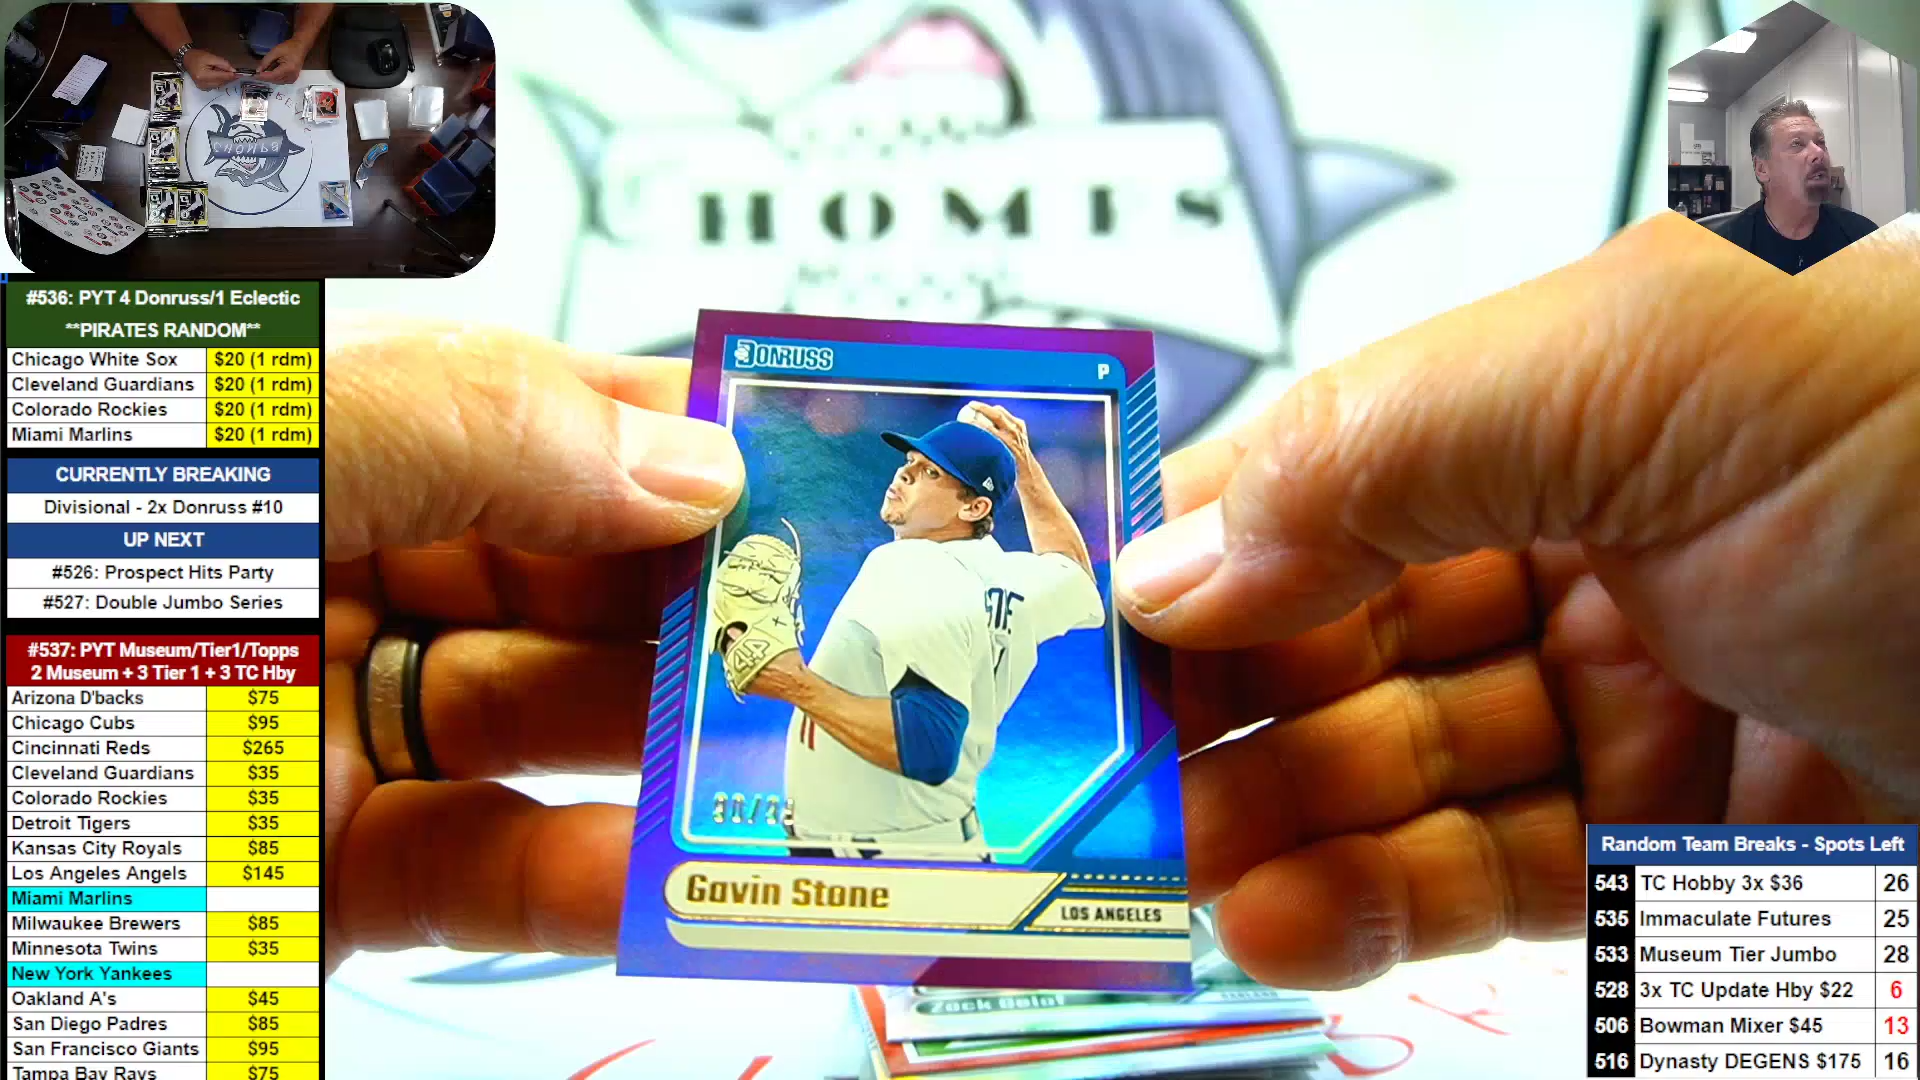 #536: PYT 4 Donruss/1 Eclectic
**PIRATES RANDOM**
Chicago White Sox $20 (1 rdm)
Cleveland Guardians $20 (1 rdm)
Colorado Rockies $20 (1 rdm)
Miami Marlins $20 (1 rdm)
CURRENTLY BREAKING
Divisional - 2x Donruss #10
UP NEXT
#526: Prospect Hits Party
#527: Double Jumbo Series
#537: PYT Museum/Tier1/Topps
2 Museum + 3 Tier 1 + 3 TC Hby
Arizona D'backs $75
Chicago Cubs $95
Cincinnati Reds $265
Cleveland Guardians $35
Colorado Rockies $35
Detroit Tigers $35
Kansas City Royals $85
Los Angeles Angels $145
Miami Marlins
Milwaukee Brewers $85
Minnesota Twins $35
New York Yankees
Oakland A's $45
San Diego Padres $85
San Francisco Giants $95
Tampa Bay Rays $75
DONRUSS
P
44
Gavin Stone
LOS ANGELES
Zack Gelof
Random Team Breaks - Spots Left
543 TC Hobby 3x $36 26
535 Immaculate Futures 25
533 Museum Tier Jumbo 28
528 3x TC Update Hby $22 6
506 Bowman Mixer $45 13
516 Dynasty DEGENS $175 16